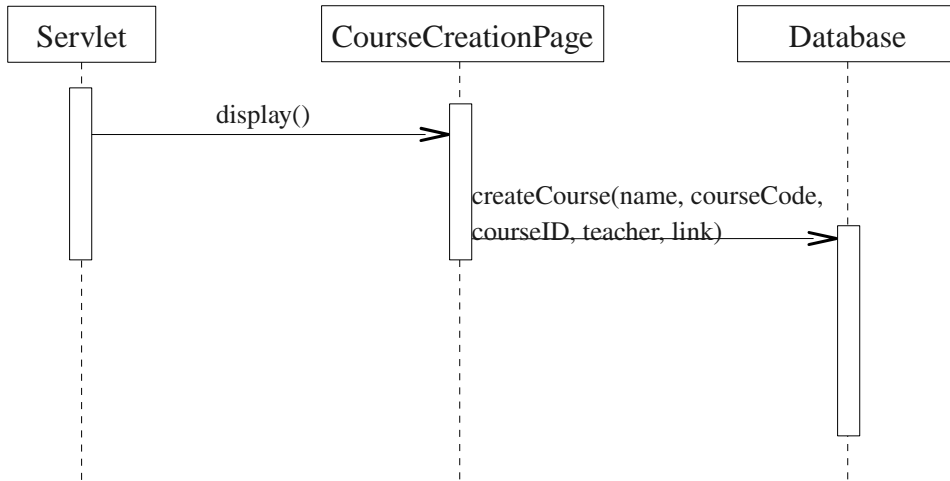 Servlet
CourseCreationPage
Database
display()
createCourse(name, courseCode,
courseID, teacher, link)